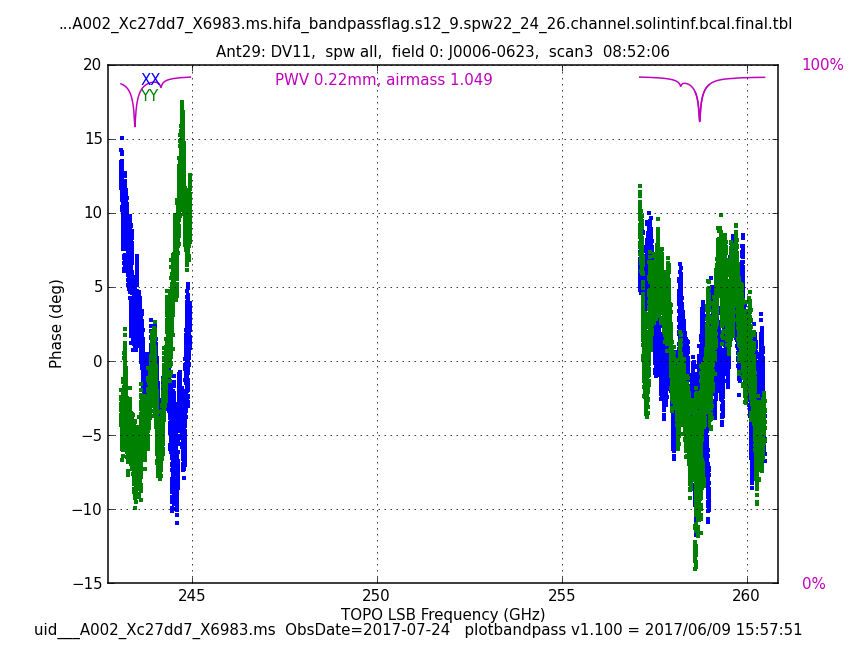 ...A002_Xc27dd7_X6983.ms.hifa_bandpassflag.s12_9.spw22_24_26.channel.solintinf.bcal.final.tbl
Ant29: DV11,  spw all,  field 0: J0006-0623,  scan3  08:52:06
20
100%
XX
PWV 0.22mm, airmass 1.049
YY
15
10
5
Phase (deg)
0
−5
−10
−15
0%
245
250
255
260
TOPO LSB Frequency (GHz)
uid___A002_Xc27dd7_X6983.ms  ObsDate=2017-07-24   plotbandpass v1.100 = 2017/06/09 15:57:51